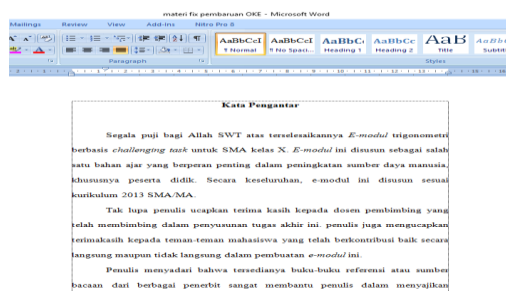 materi fix pembaruan OKE - Microsoft Word
Mailings Review View Add-Ins Nitro Pro 8
AaBbCcI AaBbCcI AaBbC AaBbCc AaB AaBb
¶ Normal ¶ No Spaci... Heading 1 Heading 2 Title Subtit
Paragraph Styles
Kata Pengantar
Segala puji bagi Allah SWT atas terselesaikannya E-modul trigonometri
berbasis challenging task untuk SMA kelas X. E-modul ini disusun sebagai salah
satu bahan ajar yang berperan penting dalam peningkatan sumber daya manusia,
khususnya peserta didik. Secara keseluruhan, e-modul ini disusun sesuai
kurikulum 2013 SMA/MA.
Tak lupa penulis ucapkan terima kasih kepada dosen pembimbing yang
telah membimbing dalam penyusunan tugas akhir ini. penulis juga mengucapkan
terimakasih kepada teman-teman mahasiswa yang telah berkontribusi baik secara
langsung maupun tidak langsung dalam pembuatan e-modul ini.
Penulis menyadari bahwa tersedianya buku-buku referensi atau sumber
bacaan dari berbagai penerbit sangat membantu penulis dalam menyajikan